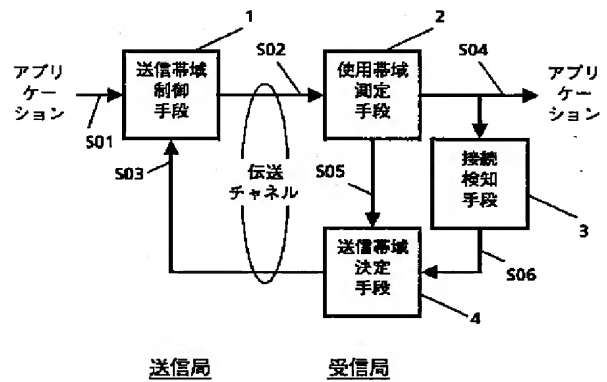 1
2
アプリ
ケー
ション
S01
送信帯域
制御
手段
S02
使用帯域
測定
手段
S04
アプリ
ケー
ション
S03
伝送
チャネル
S05
接続
検知
手段
3
送信帯域
決定
手段
S06
4
送信局
受信局